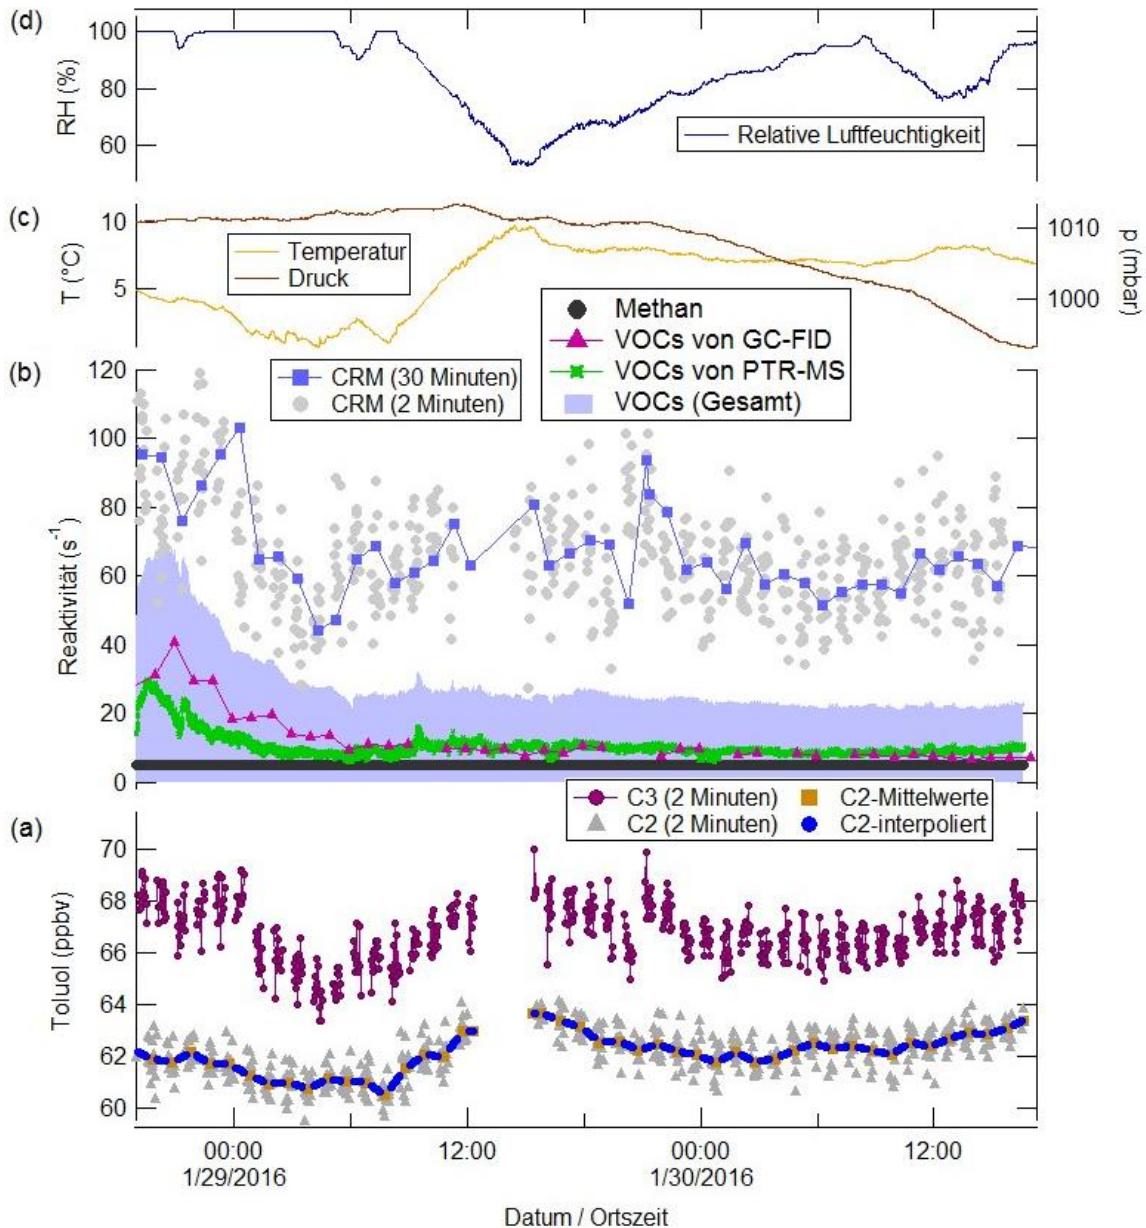 (d)
100
80
60
RH (%)
Relative Luftfeuchtigkeit
(c)
10
5
T (°C)
Temperatur
Druck
1010
1000
p (mbar)
Methan
VOCs von GC-FID
VOCs von PTR-MS
VOCs (Gesamt)
(b)
120
100
80
60
40
20
0
Reaktivität (s⁻¹)
CRM (30 Minuten)
CRM (2 Minuten)
C3 (2 Minuten)
C2-Mittelwerte
C2 (2 Minuten)
C2-interpoliert
(a)
70
68
66
64
62
60
Toluol (ppbv)
00:00
12:00
00:00
12:00
1/29/2016
1/30/2016
Datum / Ortszeit